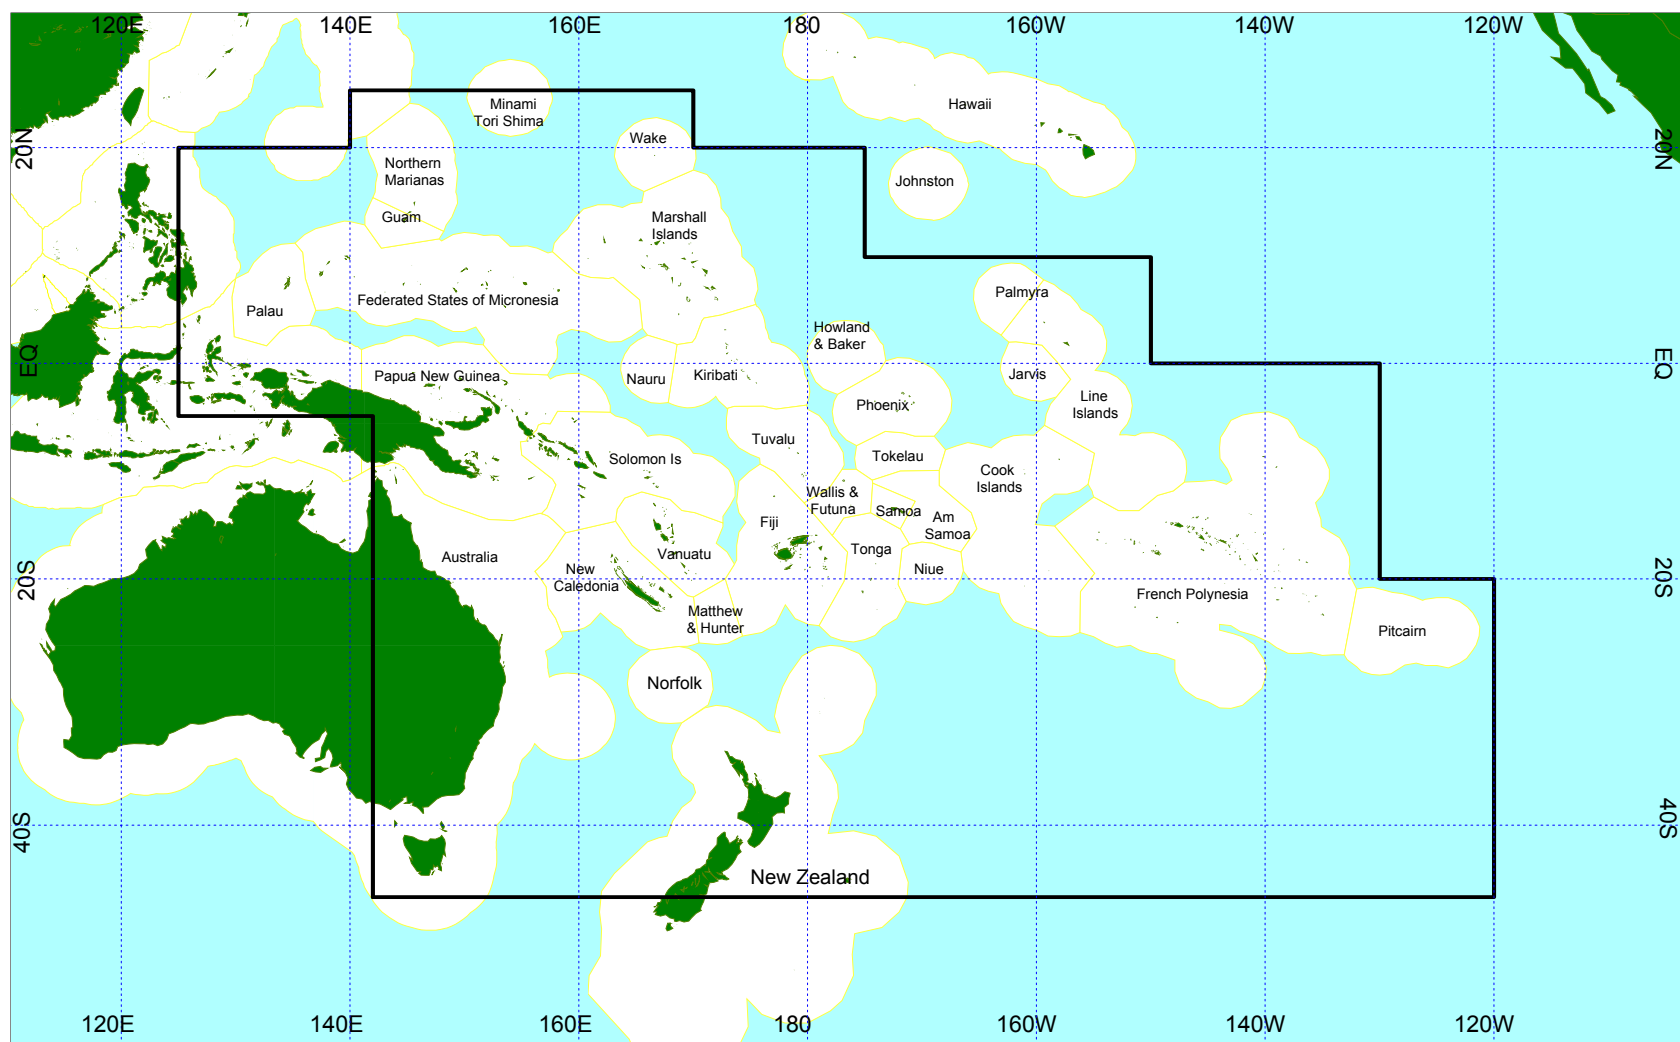 120E
140E
160E
180
160W
140W
120W
Minami
Tori Shima
Hawaii
Wake
20N
20N
Northern
Marianas
Johnston
Guam
Marshall
Islands
Palmyra
Federated States of Micronesia
Palau
Howland
& Baker
EQ
EQ
Papua New Guinea
Nauru
Kiribati
Jarvis
Phoenix
Line
Islands
Tuvalu
Solomon Is
Tokelau
Cook
Islands
Wallis &
Futuna
Samoa
Fiji
Am
Samoa
Australia
Vanuatu
Tonga
New
Caledonia
Niue
20S
20S
French Polynesia
Matthew
& Hunter
Pitcairn
Norfolk
40S
40S
New Zealand
120E
140E
160E
180
160W
140W
120W